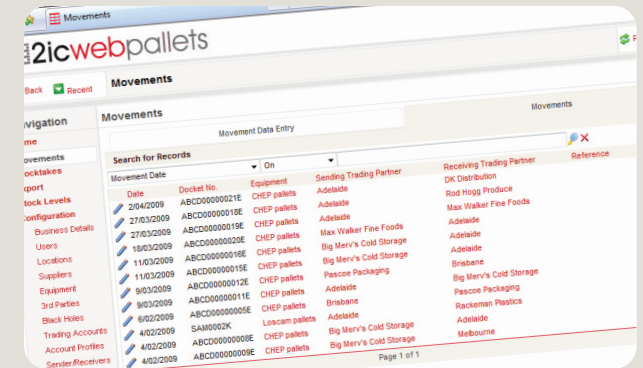 Movements
2icwebpallets
Back Recent Movements
Navigation
Home
Movements
Stocktakes
Export
Stock Levels
Configuration
Business Details
Users
Locations
Suppliers
Equipment
3rd Parties
Black Holes
Trading Accounts
Account Profiles
Sender/Receivers
Movements
Movement Data Entry Movements
Search for Records
Movement Date On
Date Docket No. Equipment Sending Trading Partner Receiving Trading Partner Reference
2/04/2009 ABCD00000021E CHEP pallets Adelaide DK Distribution
27/03/2009 ABCD00000018E CHEP pallets Adelaide Rod Hogg Produce
27/03/2009 ABCD00000019E CHEP pallets Adelaide Max Walker Fine Foods
18/03/2009 ABCD00000020E CHEP pallets Max Walker Fine Foods Adelaide
11/03/2009 ABCD00000016E CHEP pallets Big Merv's Cold Storage Adelaide
11/03/2009 ABCD00000015E CHEP pallets Big Merv's Cold Storage Adelaide
9/03/2009 ABCD00000012E CHEP pallets Pascoe Packaging Brisbane
9/03/2009 ABCD00000011E CHEP pallets Adelaide Big Merv's Cold Storage
6/02/2009 ABCD00000005E CHEP pallets Brisbane Pascoe Packaging
4/02/2009 SAM0002K Loscam pallets Adelaide Rackeman Plastics
4/02/2009 ABCD00000008E CHEP pallets Big Merv's Cold Storage Adelaide
4/02/2009 ABCD00000009E CHEP pallets Big Merv's Cold Storage Melbourne
Page 1 of 1